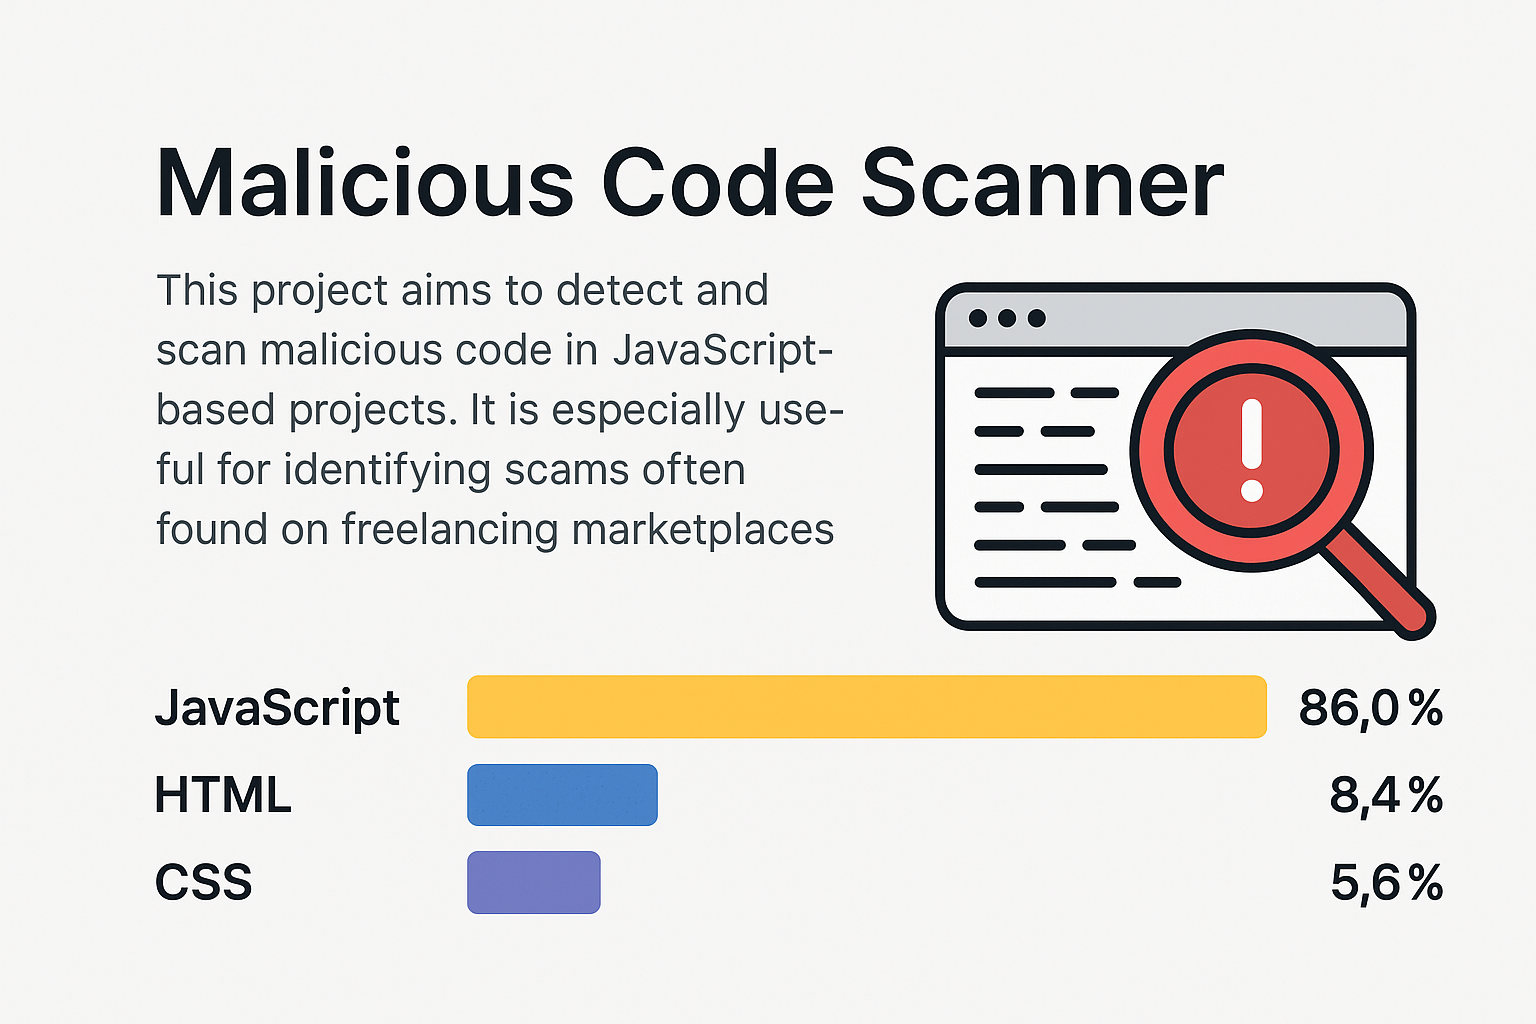 Malicious Code Scanner
This project aims to detect and
scan malicious code in JavaScript-
based projects. It is especially use-
ful for identifying scams often
found on freelancing marketplaces
JavaScript 86,0 %
HTML 8,4 %
CSS 5,6 %